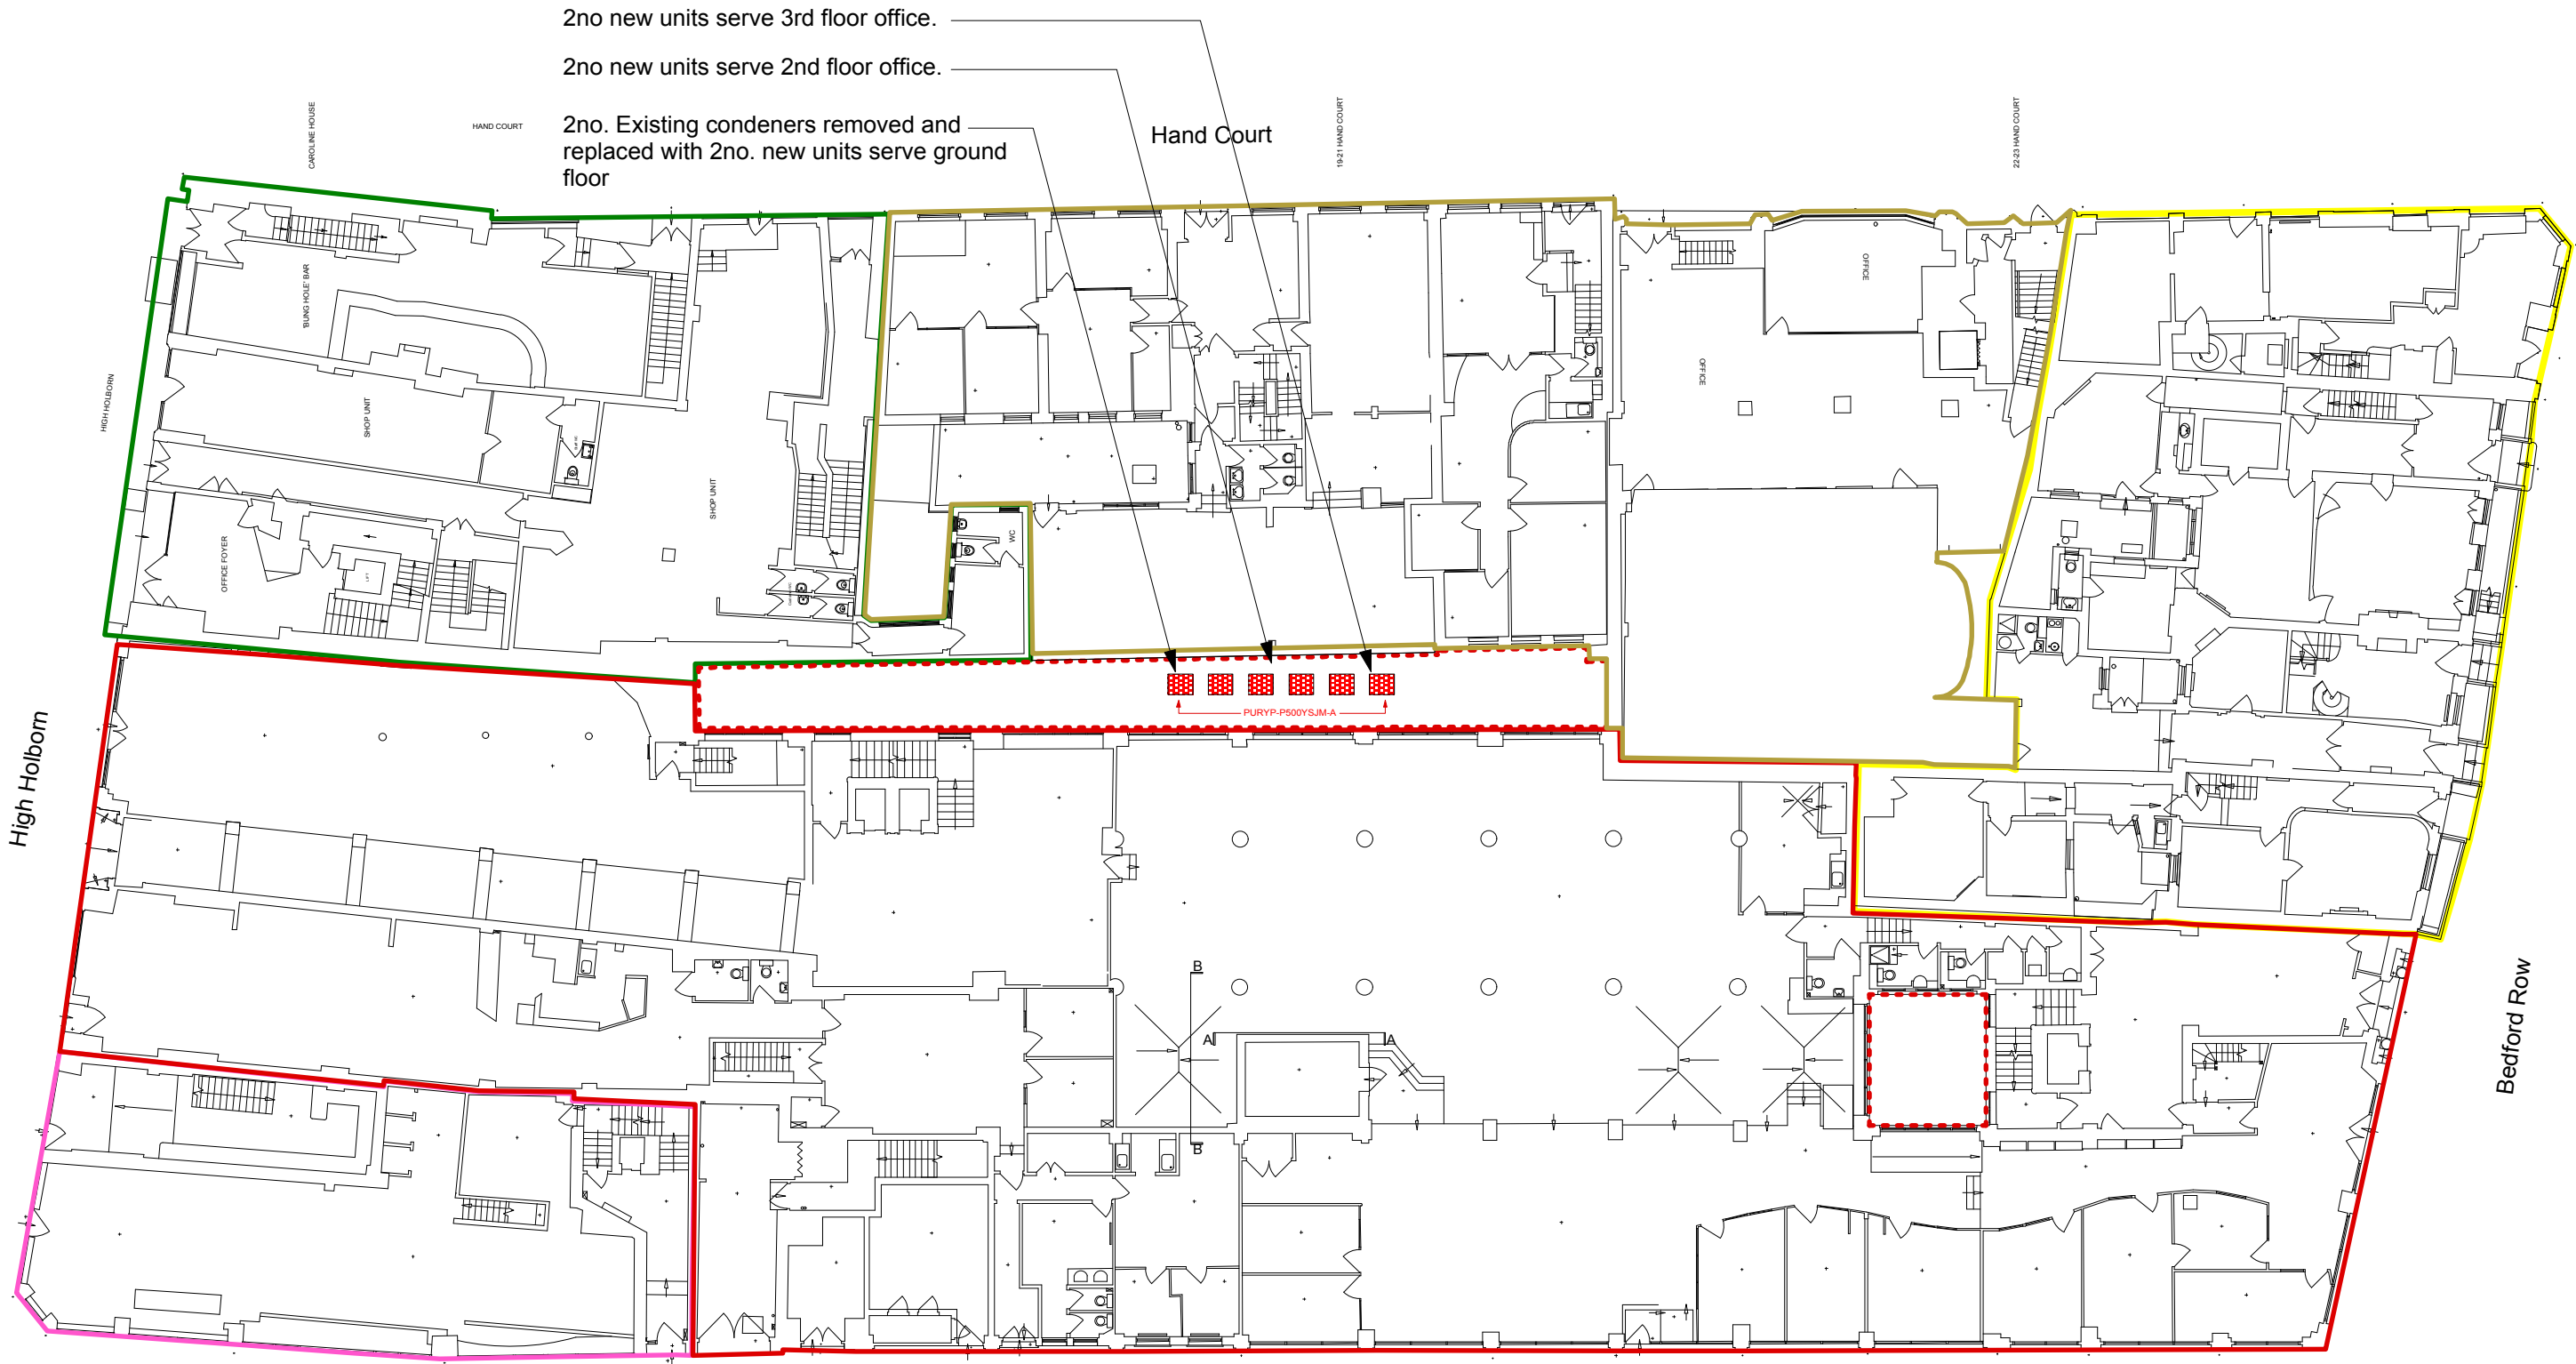 2no new units serve 3rd floor office.
2no new units serve 2nd floor office.
2no. Existing condeners removed and
replaced with 2no. new units serve ground
floor
Hand Court
CAROLINE HOUSE
HAND COURT
19-21 HAND COURT
22-23 HAND COURT
'BUNG HOLE' BAR
HIGH HOLBORN
SHOP UNIT
OFFICE FOYER
LIFT
SHOP UNIT
WC
OFFICE
OFFICE
PURYP-P500YSJM-A
High Holborn
Bedford Row
B
A
A
B